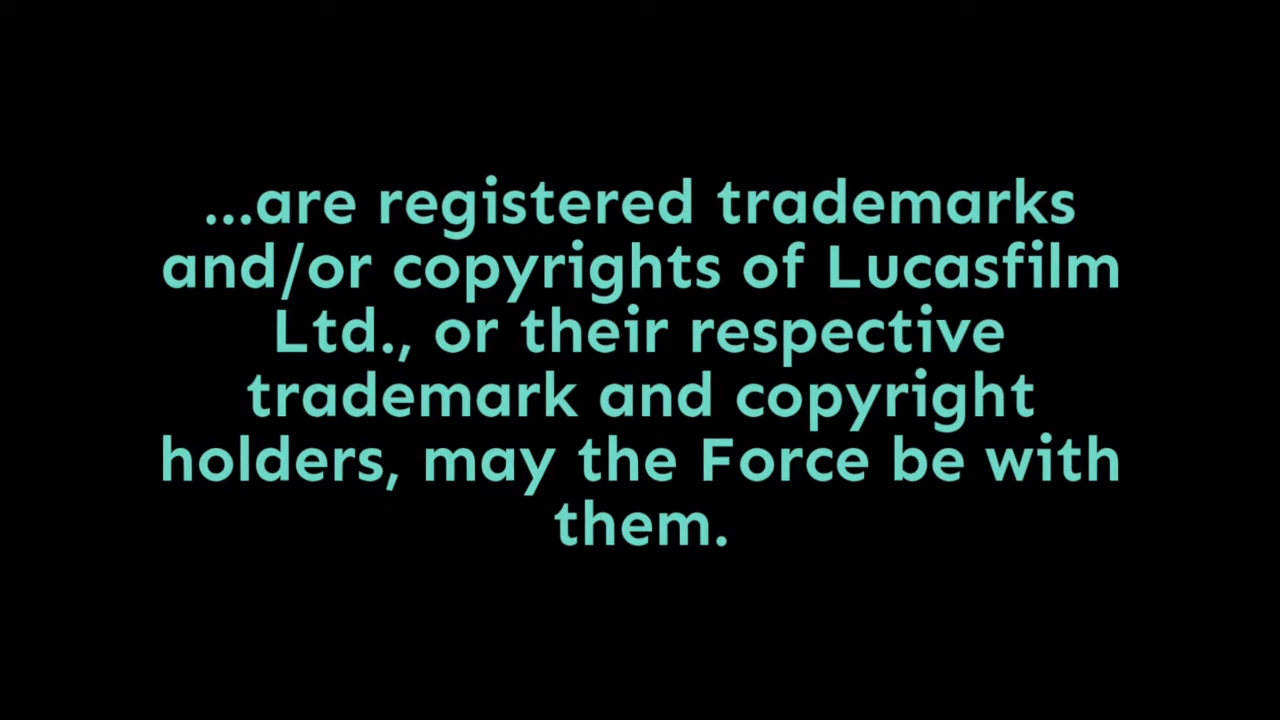 ...are registered trademarks
and/or copyrights of Lucasfilm
Ltd., or their respective
trademark and copyright
holders, may the Force be with
them.